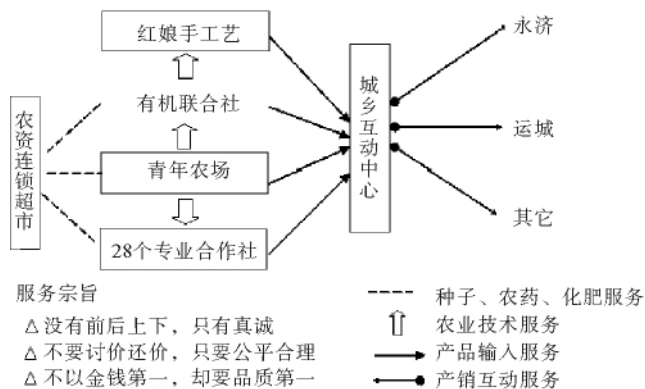 红娘手工艺
有机联合社
青年农场
28个专业合作社
农资连锁超市
城乡互动中心
永济
运城
其它
服务宗旨
△没有前后上下，只有真诚
△不要讨价还价，只要公平合理
△不以金钱第一，却要品质第一
种子、农药、化肥服务
农业技术服务
产品输入服务
产销互动服务